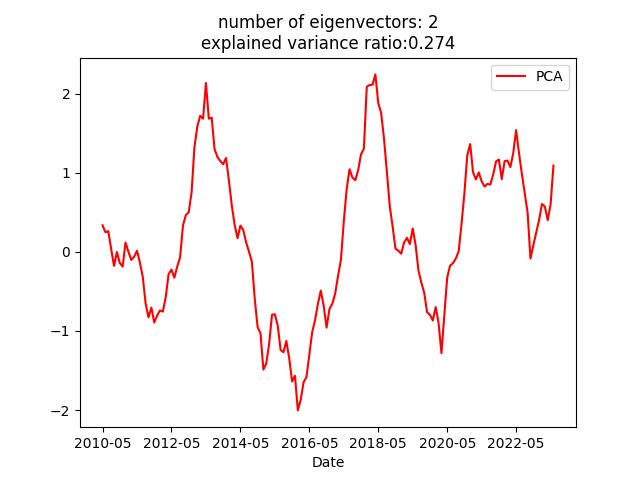 number of eigenvectors: 2
explained variance ratio:0.274
PCA
2
1
0
−1
−2
2010-05 2012-05 2014-05 2016-05 2018-05 2020-05 2022-05
Date